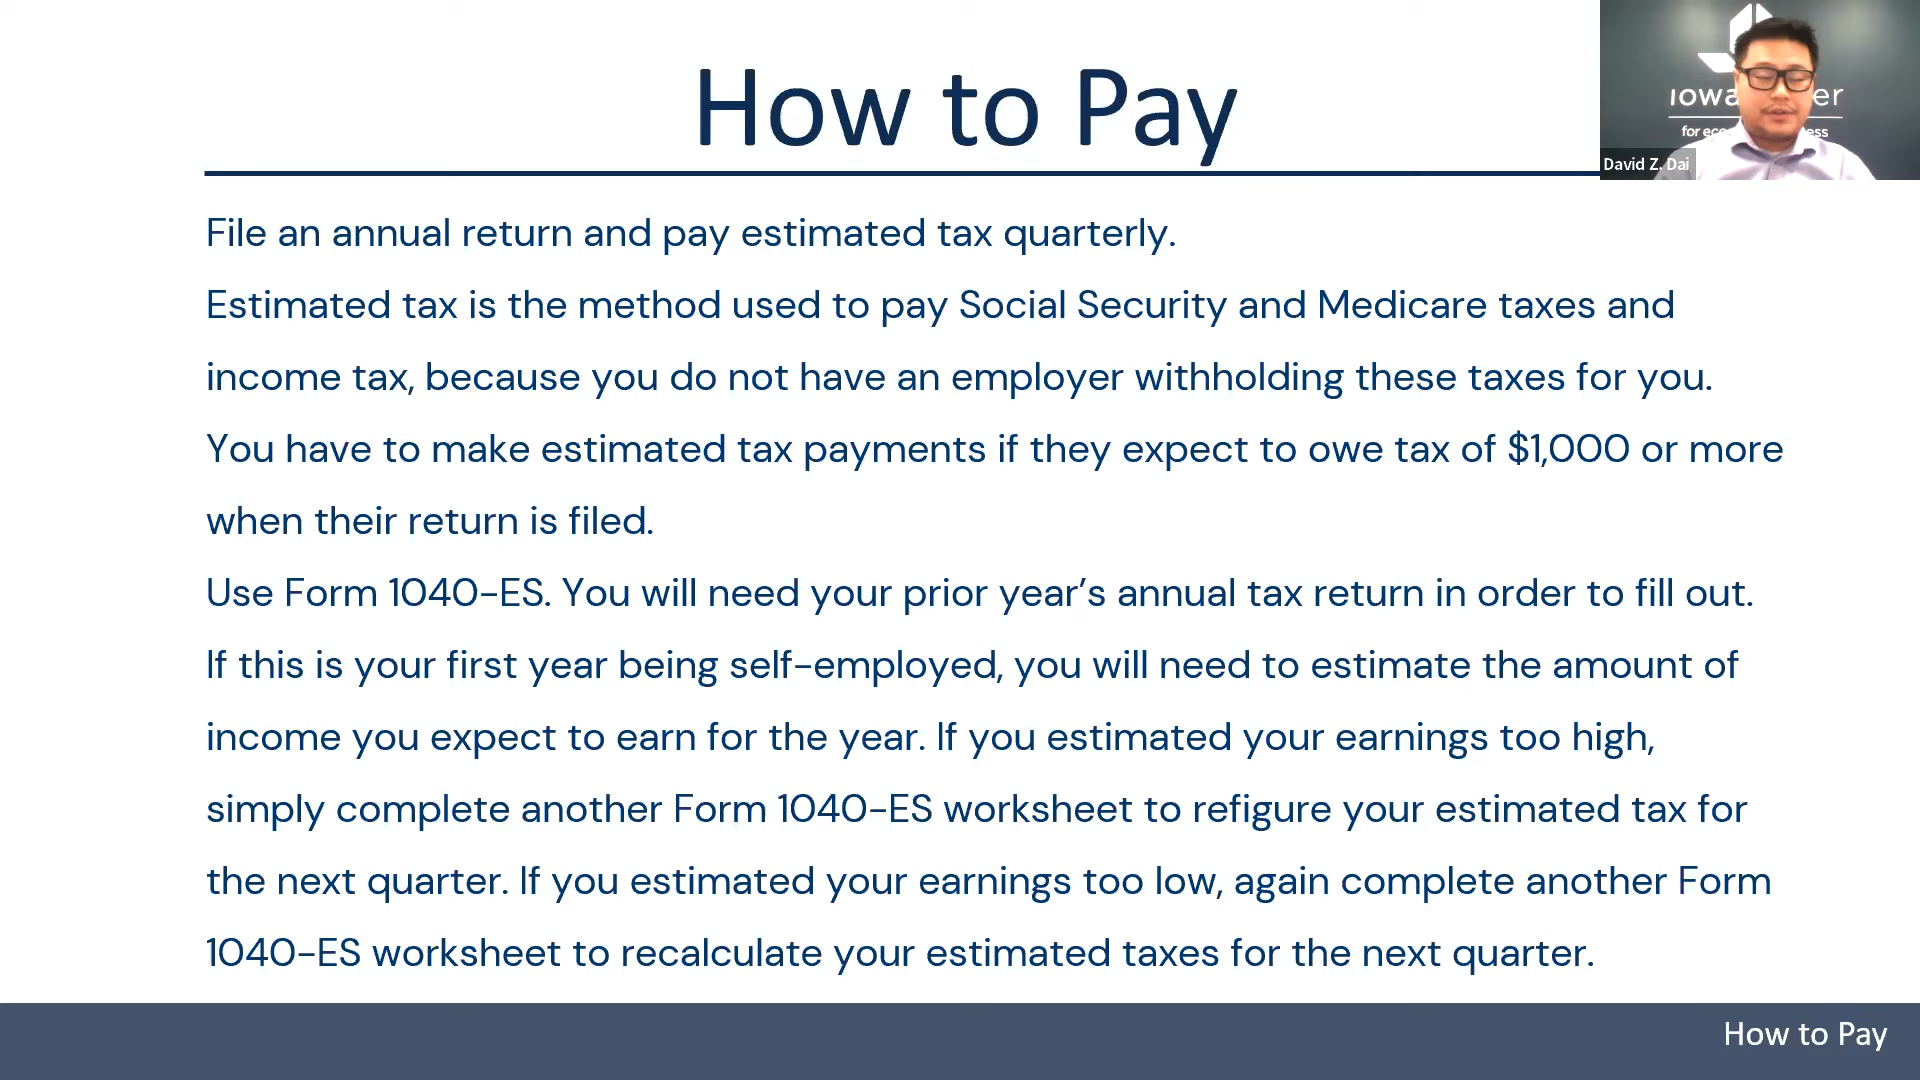 How to Pay
iowa er
for ec ess
David Z. Dai
File an annual return and pay estimated tax quarterly.
Estimated tax is the method used to pay Social Security and Medicare taxes and
income tax, because you do not have an employer withholding these taxes for you.
You have to make estimated tax payments if they expect to owe tax of $1,000 or more
when their return is filed.
Use Form 1040-ES. You will need your prior year’s annual tax return in order to fill out.
If this is your first year being self-employed, you will need to estimate the amount of
income you expect to earn for the year. If you estimated your earnings too high,
simply complete another Form 1040-ES worksheet to refigure your estimated tax for
the next quarter. If you estimated your earnings too low, again complete another Form
1040-ES worksheet to recalculate your estimated taxes for the next quarter.
How to Pay